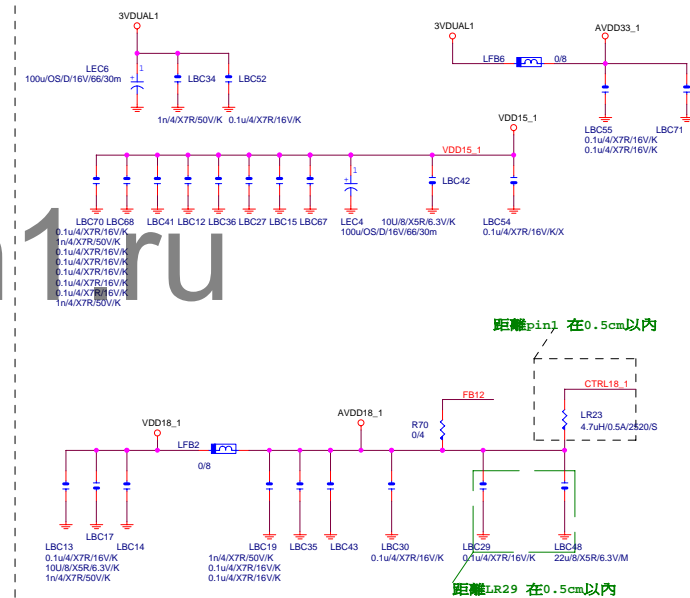 3VDUAL1
LEC6
100u/OS/D/16V/66/30m
1
+
LBC34
LBC52
1n/4/X7R/50V/K 0.1u/4/X7R/16V/K
3VDUAL1
LFB6
0/8
AVDD33_1
LBC55
LBC71
0.1u/4/X7R/16V/K
0.1u/4/X7R/16V/K
VDD15_1
VDD15_1
1
+
LBC42
LBC70 LBC68 LBC41 LBC12 LBC36 LBC27 LBC15 LBC67
0.1u/4/X7R/16V/K
1n/4/X7R/50V/K
0.1u/4/X7R/16V/K
0.1u/4/X7R/16V/K
0.1u/4/X7R/16V/K
0.1u/4/X7R/16V/K
0.1u/4/X7R/16V/K
1n/4/X7R/50V/K
LEC4
100u/OS/D/16V/66/30m
10U/8/X5R/6.3V/K
LBC54
0.1u/4/X7R/16V/K/X
1.ru
距離pin1 在0.5cm以內
CTRL18_1
LR23
4.7uH/0.5A/2520/S
FB12
R70
0/4
VDD18_1
LFB2
0/8
AVDD18_1
LBC13
LBC17
LBC14
0.1u/4/X7R/16V/K
10U/8/X5R/6.3V/K
1n/4/X7R/50V/K
LBC19
LBC35
LBC43
1n/4/X7R/50V/K
0.1u/4/X7R/16V/K
0.1u/4/X7R/16V/K
LBC30
0.1u/4/X7R/16V/K
LBC29
0.1u/4/X7R/16V/K
LBC48
22u/8/X5R/6.3V/M
距離LR29 在0.5cm以內